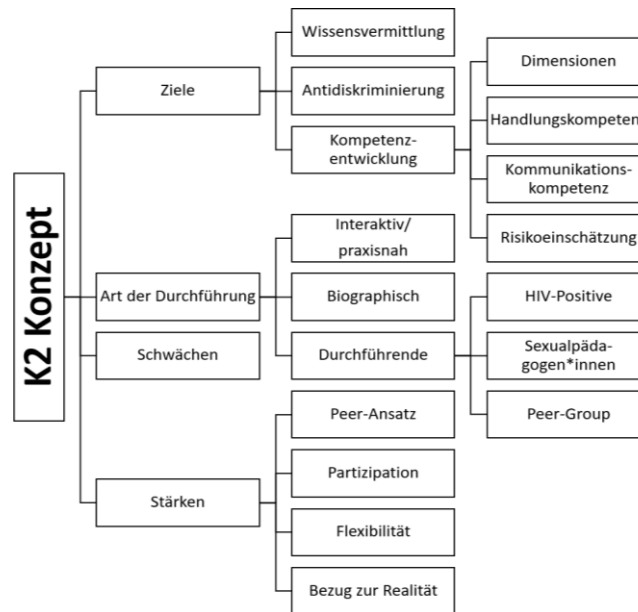 K2 Konzept
Ziele
Wissensvermittlung
Antidiskriminierung
Kompetenz-
entwicklung
Dimensionen
Handlungskompeten
Kommunikations-
kompetenz
Risikoeinschätzung
Art der Durchführung
Interaktiv/
praxisnah
Biographisch
Durchführende
HIV-Positive
Sexualpäda-
gogen*innen
Peer-Group
Schwächen
Stärken
Peer-Ansatz
Partizipation
Flexibilität
Bezug zur Realität